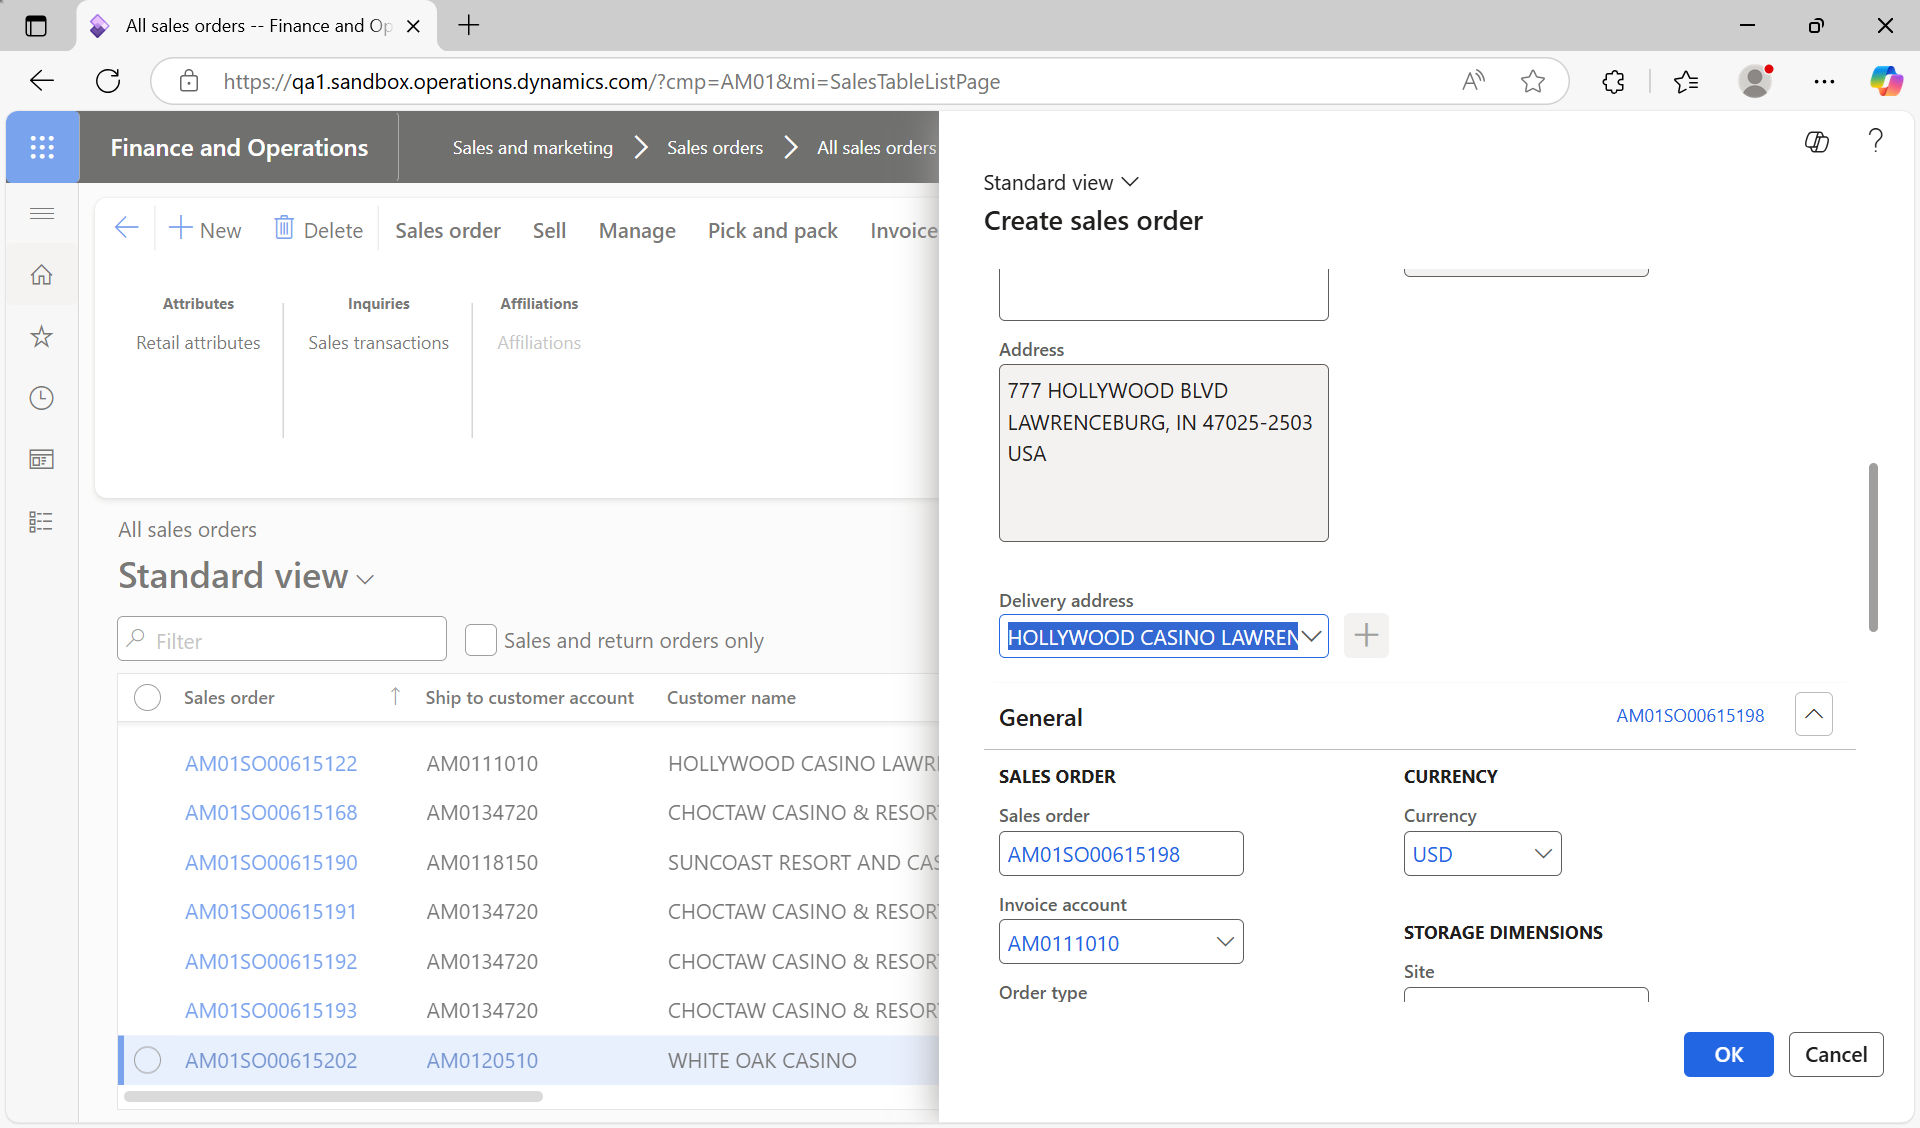 All sales orders -- Finance and Op
https://qa1.sandbox.operations.dynamics.com/?cmp=AM01&mi=SalesTableListPage
Finance and Operations
Sales and marketing
Sales orders
All sales orders
New
Delete
Sales order
Sell
Manage
Pick and pack
Invoice
Attributes
Retail attributes
Inquiries
Sales transactions
Affiliations
Affiliations
All sales orders
Standard view
Filter
Sales and return orders only
Sales order Ship to customer account Customer name
AM01SO00615122 AM0111010 HOLLYWOOD CASINO LAWR
AM01SO00615168 AM0134720 CHOCTAW CASINO & RESOR
AM01SO00615190 AM0118150 SUNCOAST RESORT AND CAS
AM01SO00615191 AM0134720 CHOCTAW CASINO & RESOR
AM01SO00615192 AM0134720 CHOCTAW CASINO & RESOR
AM01SO00615193 AM0134720 CHOCTAW CASINO & RESOR
AM01SO00615202 AM0120510 WHITE OAK CASINO
?
Standard view
Create sales order
Address
777 HOLLYWOOD BLVD
LAWRENCEBURG, IN 47025-2503
USA
Delivery address
HOLLYWOOD CASINO LAWREN
General
AM01SO00615198
SALES ORDER
Sales order
AM01SO00615198
Invoice account
AM0111010
Order type
CURRENCY
Currency
USD
STORAGE DIMENSIONS
Site
OK
Cancel